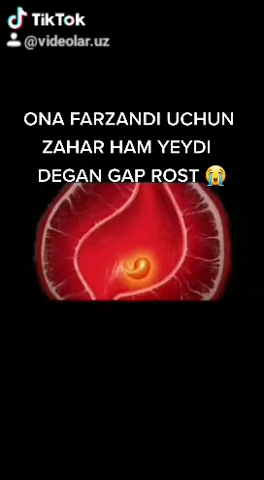 TikTok
@videolar.uz
ONA FARZANDI UCHUN
ZAHAR HAM YEYDI
DEGAN GAP ROST 😭